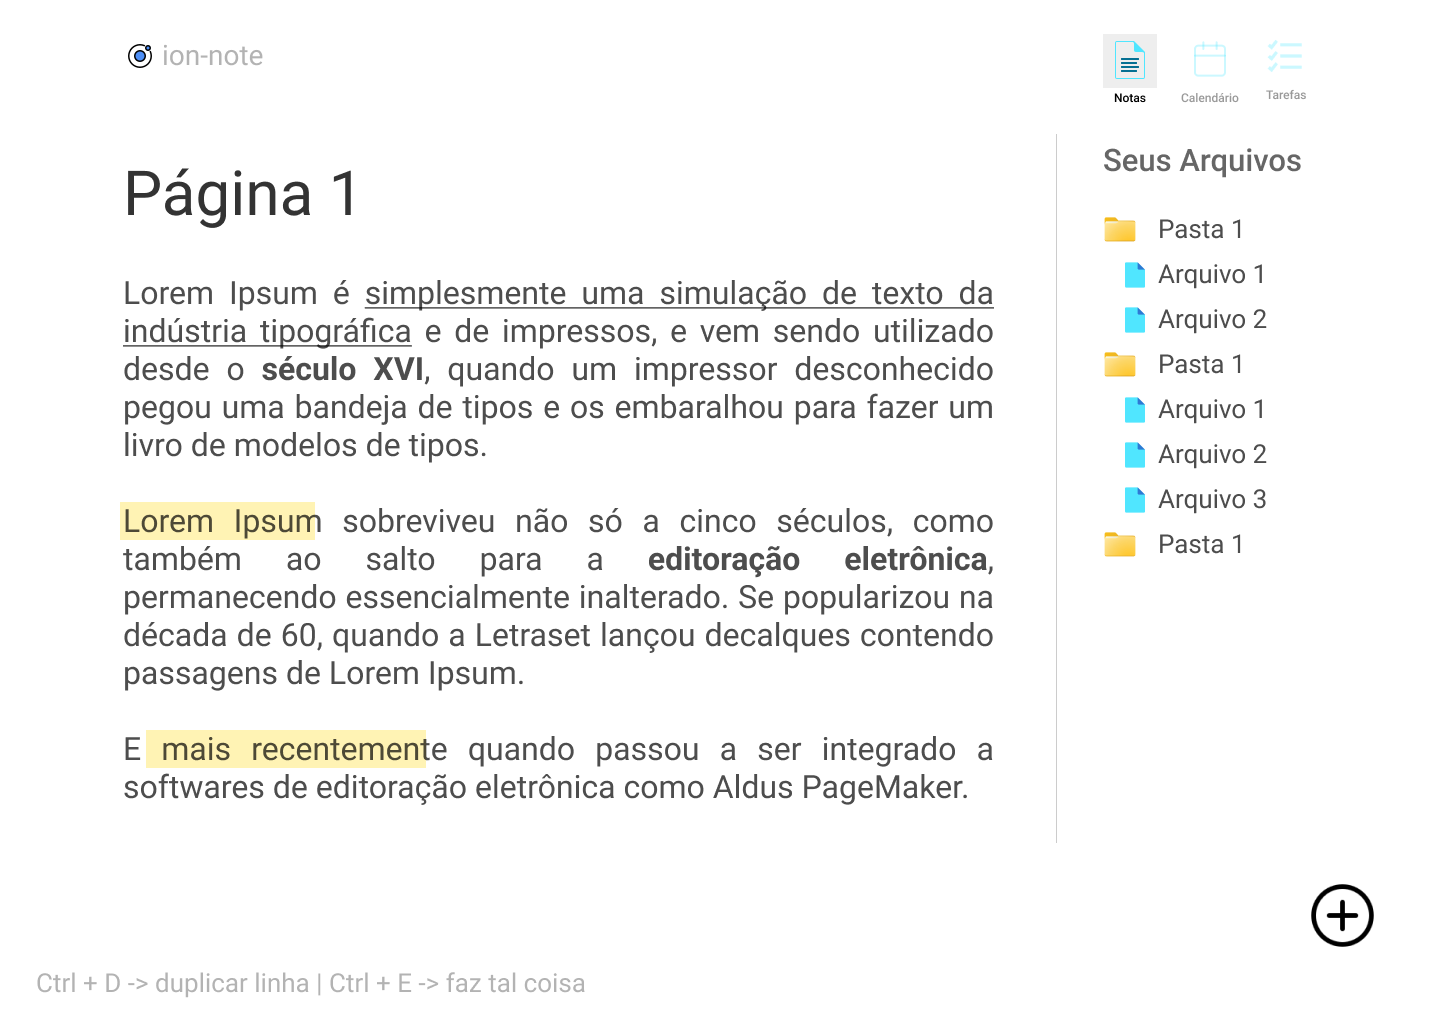 ion-note
Notas
Calendário
Tarefas
Página 1
Lorem Ipsum é simplesmente uma simulação de texto da
indústria tipográfica e de impressos, e vem sendo utilizado
desde o século XVI, quando um impressor desconhecido
pegou uma bandeja de tipos e os embaralhou para fazer um
livro de modelos de tipos.
Lorem Ipsum sobreviveu não só a cinco séculos, como
também ao salto para a editoração eletrônica,
permanecendo essencialmente inalterado. Se popularizou na
década de 60, quando a Letraset lançou decalques contendo
passagens de Lorem Ipsum.
E mais recentemente quando passou a ser integrado a
softwares de editoração eletrônica como Aldus PageMaker.
Seus Arquivos
Pasta 1
Arquivo 1
Arquivo 2
Pasta 1
Arquivo 1
Arquivo 2
Arquivo 3
Pasta 1
Ctrl + D -> duplicar linha | Ctrl + E -> faz tal coisa